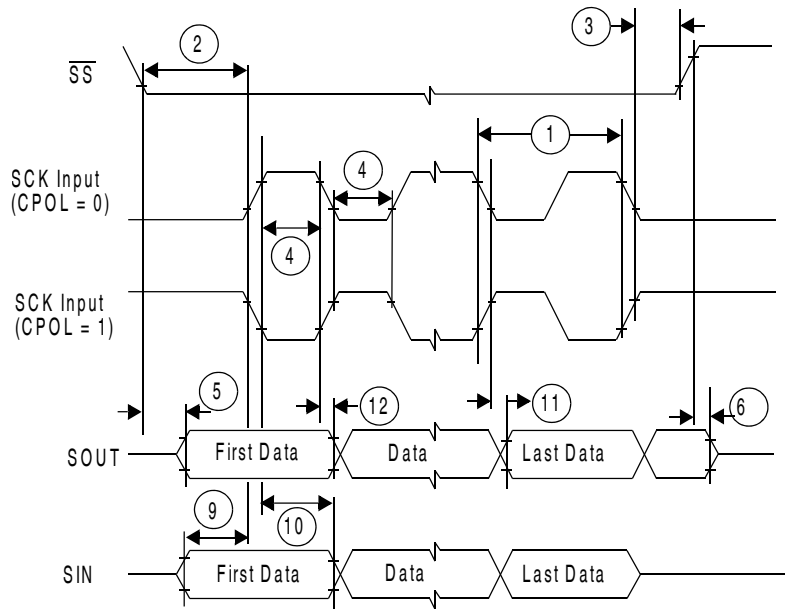 2
3
SS
1
SCK Input
(CPOL = 0)
4
4
SCK Input
(CPOL = 1)
5
12
11
6
SOUT
First Data
Data
Last Data
9
10
SIN
First Data
Data
Last Data